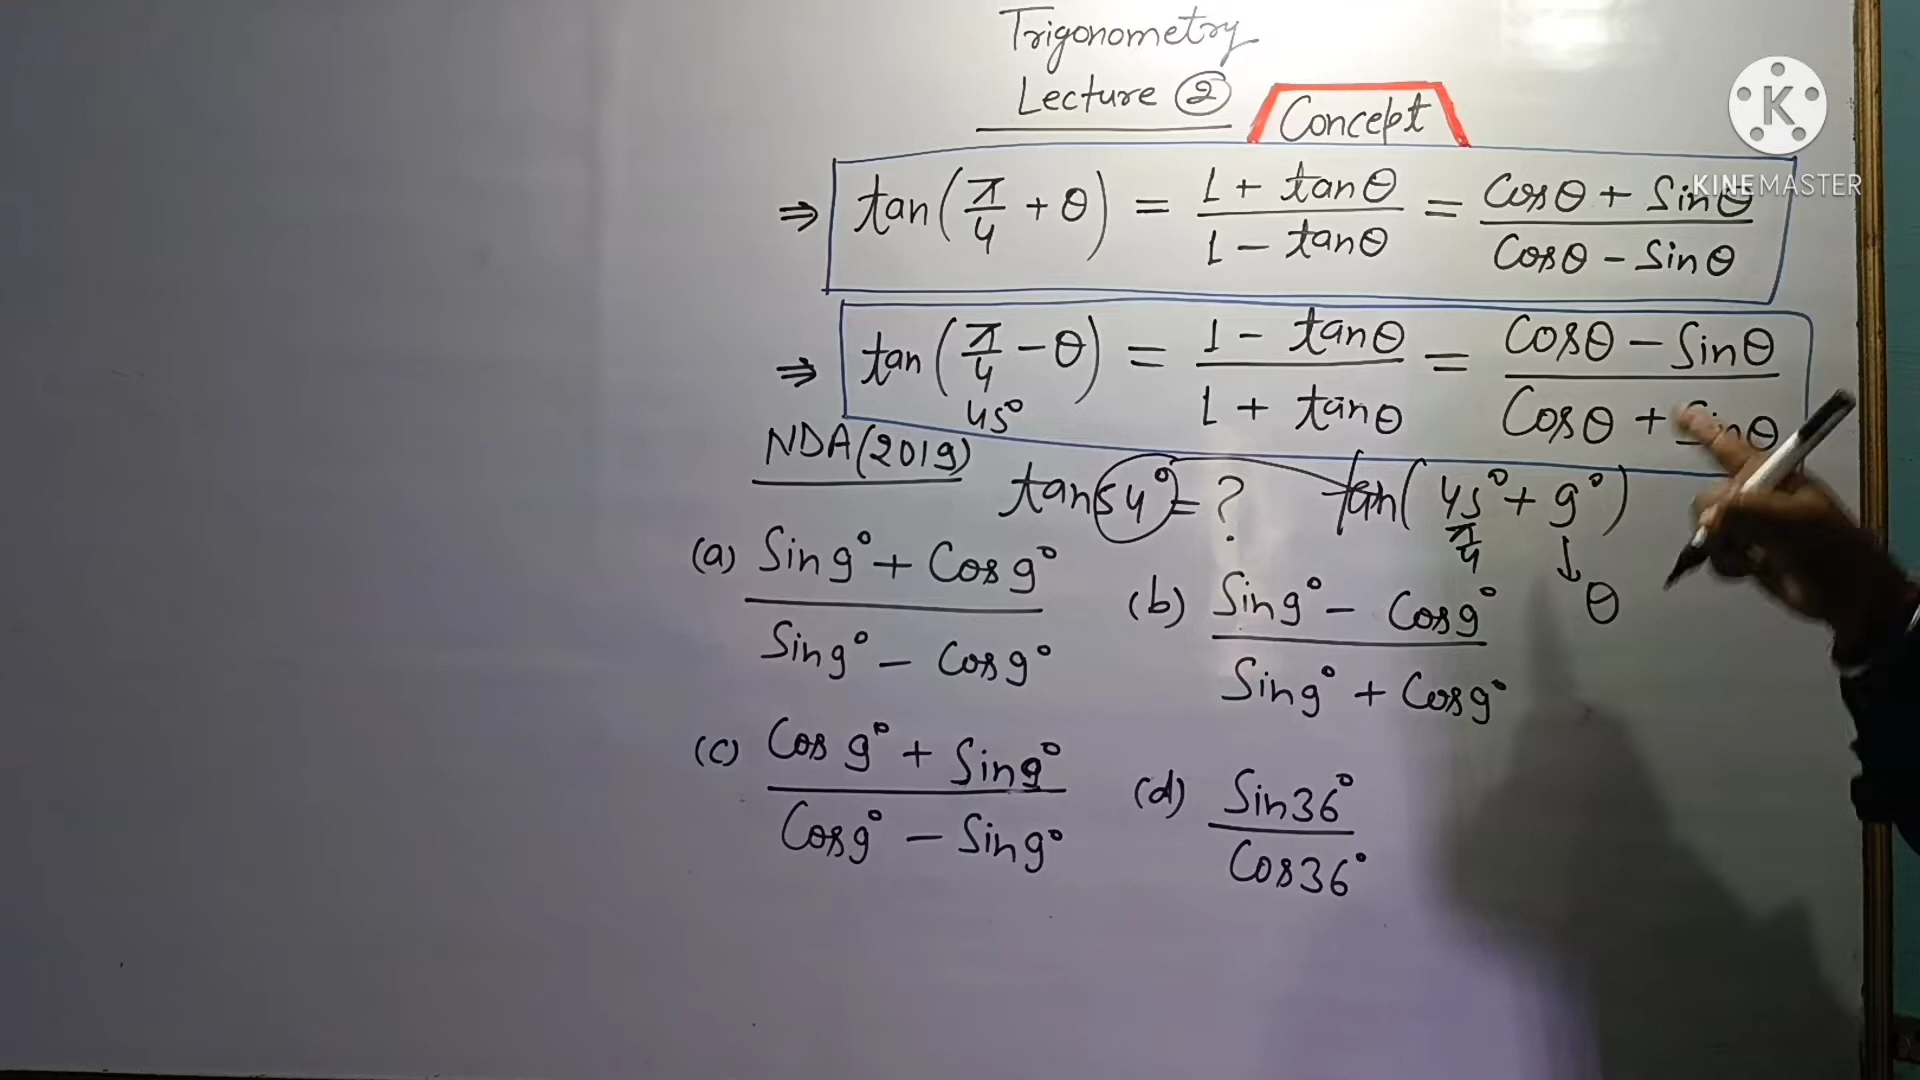 Trigonometry
Lecture ②
Concept
K
KINEMASTER
⇒ tan(π/4 + θ) = (1 + tanθ)/(1 - tanθ) = (Cosθ + Sinθ)/(Cosθ - Sinθ)
⇒ tan(π/4 - θ) = (1 - tanθ)/(1 + tanθ) = (Cosθ - Sinθ)/(Cosθ + Sinθ)
45°
NDA(2019)
tan54° = ? tan(45° + 9°)
π/4 ↓
θ
(a) (Sin9° + Cos9°)/(Sin9° - Cos9°)
(b) (Sin9° - Cos9°)/(Sin9° + Cos9°)
(c) (Cos9° + Sin9°)/(Cos9° - Sin9°)
(d) Sin36°/Cos36°